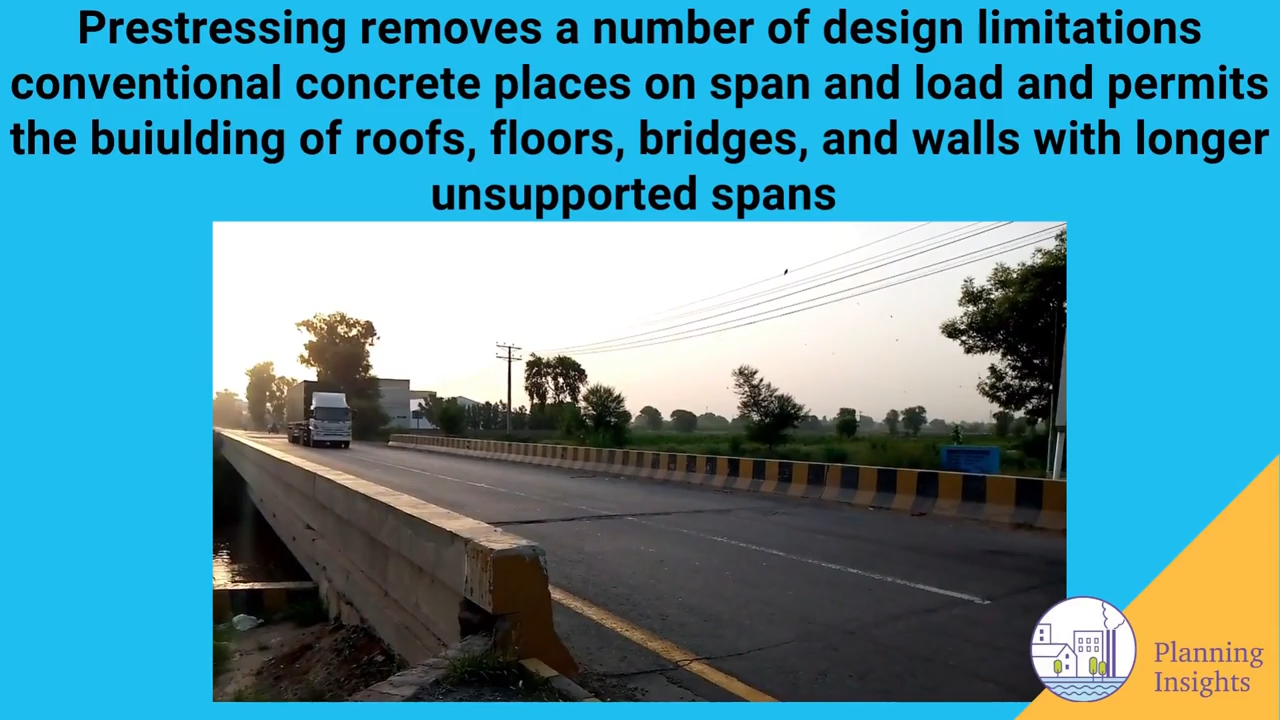 Prestressing removes a number of design limitations
conventional concrete places on span and load and permits
the buiulding of roofs, floors, bridges, and walls with longer
unsupported spans
Planning
Insights